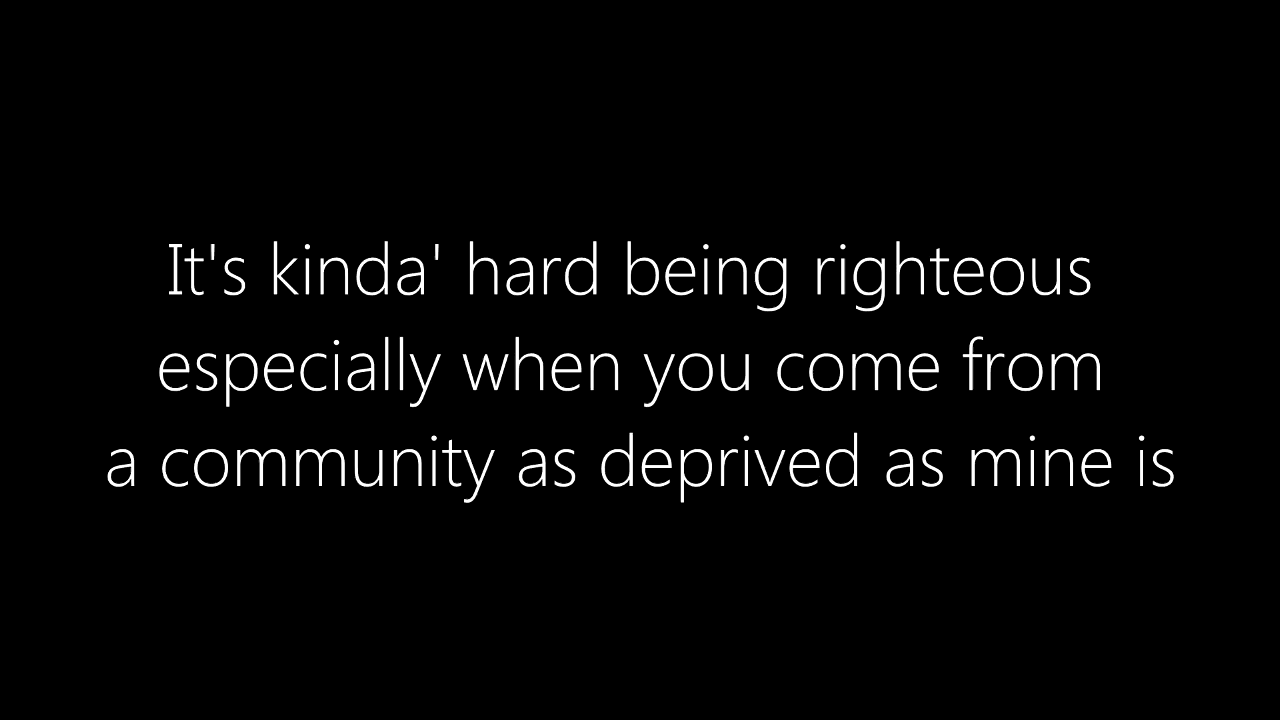 It's kinda' hard being righteous
especially when you come from
a community as deprived as mine is